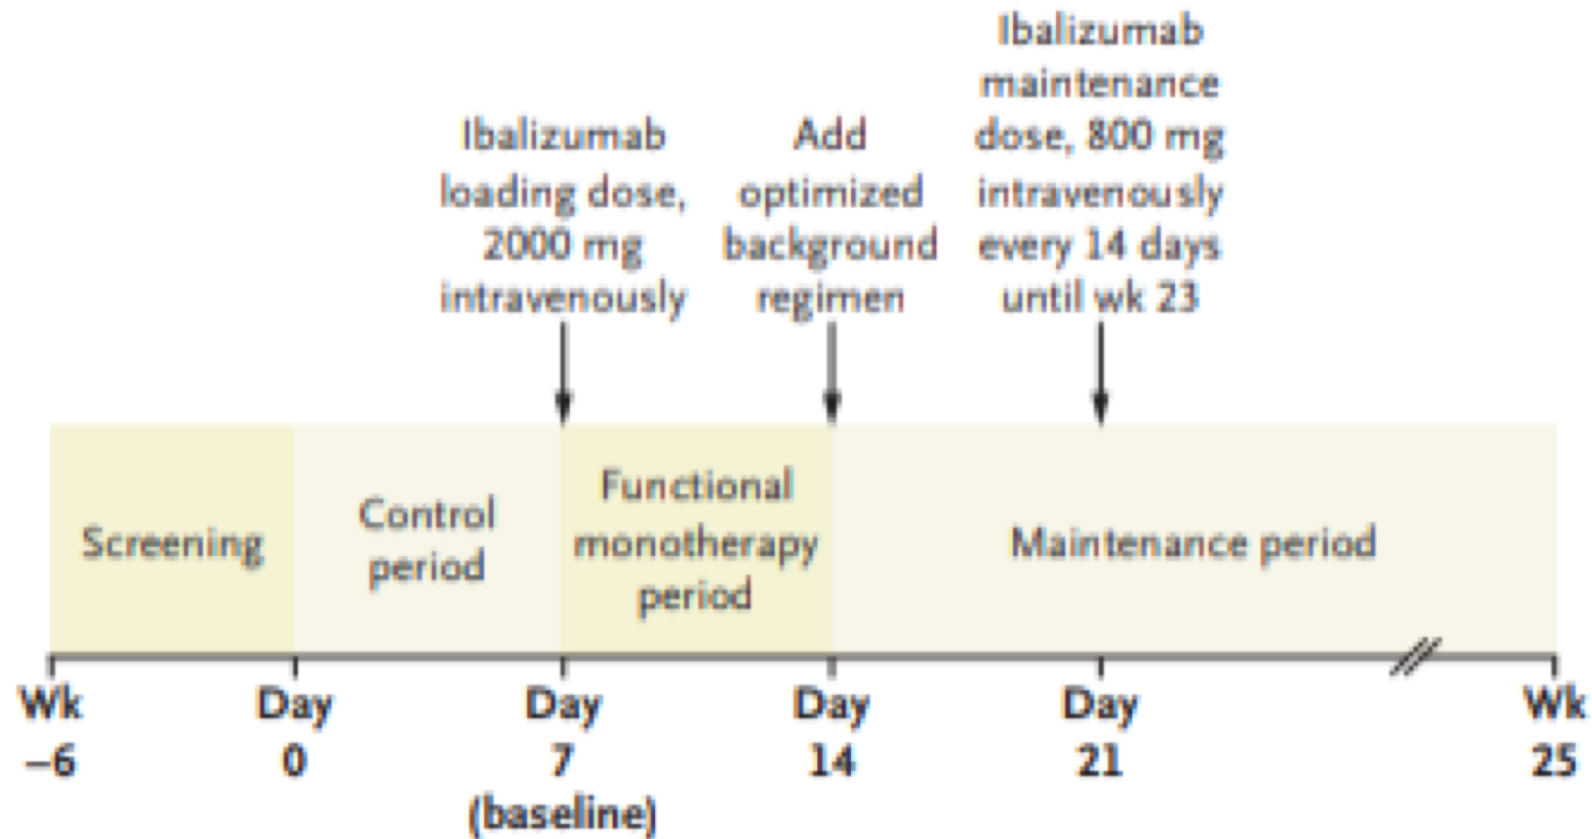 Ibalizumab
loading dose,
2000 mg
intravenously
Add
optimized
background
regimen
Ibalizumab
maintenance
dose, 800 mg
intravenously
every 14 days
until wk 23
Screening
Control
period
Functional
monotherapy
period
Maintenance period
Wk
−6
Day
0
Day
7
(baseline)
Day
14
Day
21
Wk
25